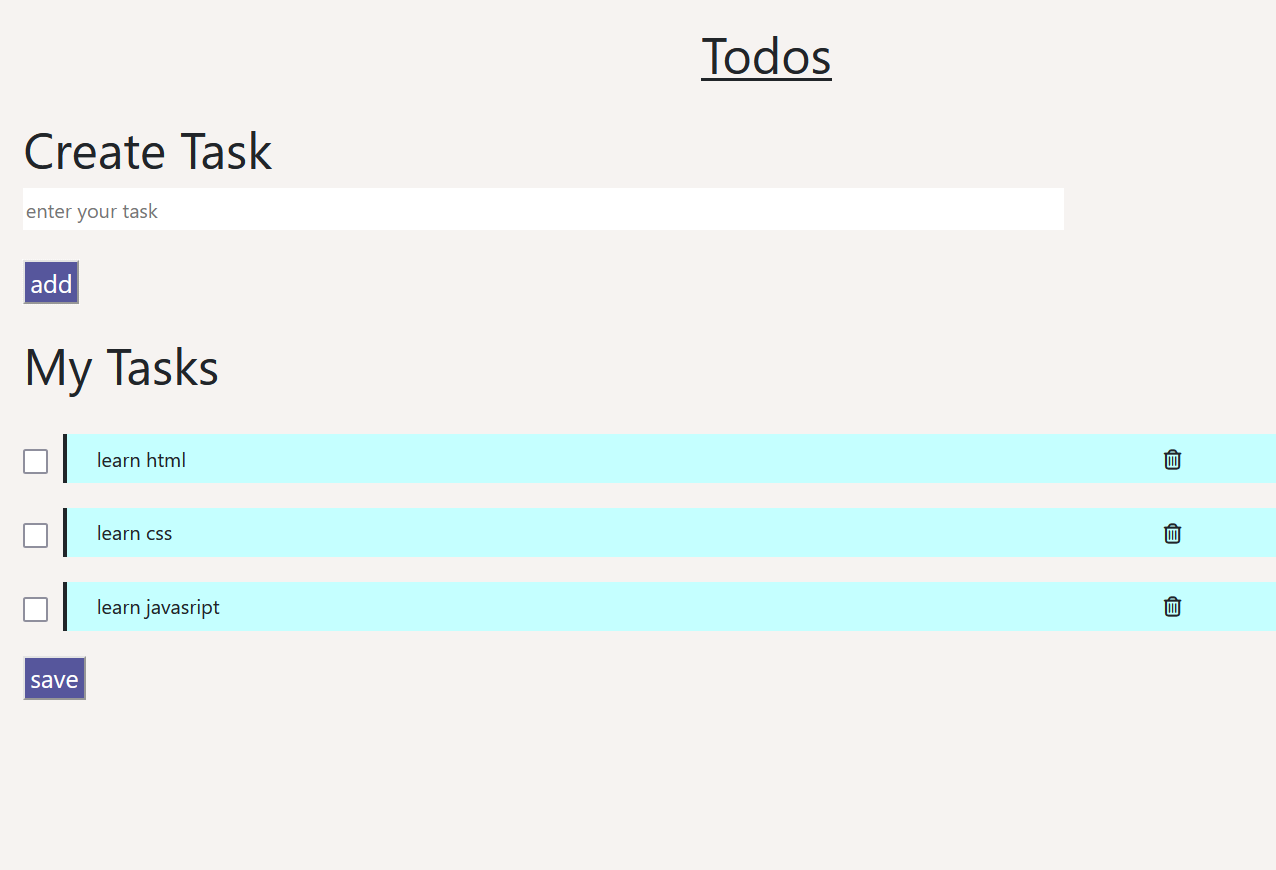 Todos
Create Task
enter your task
add
My Tasks
learn html
learn css
learn javasript
save